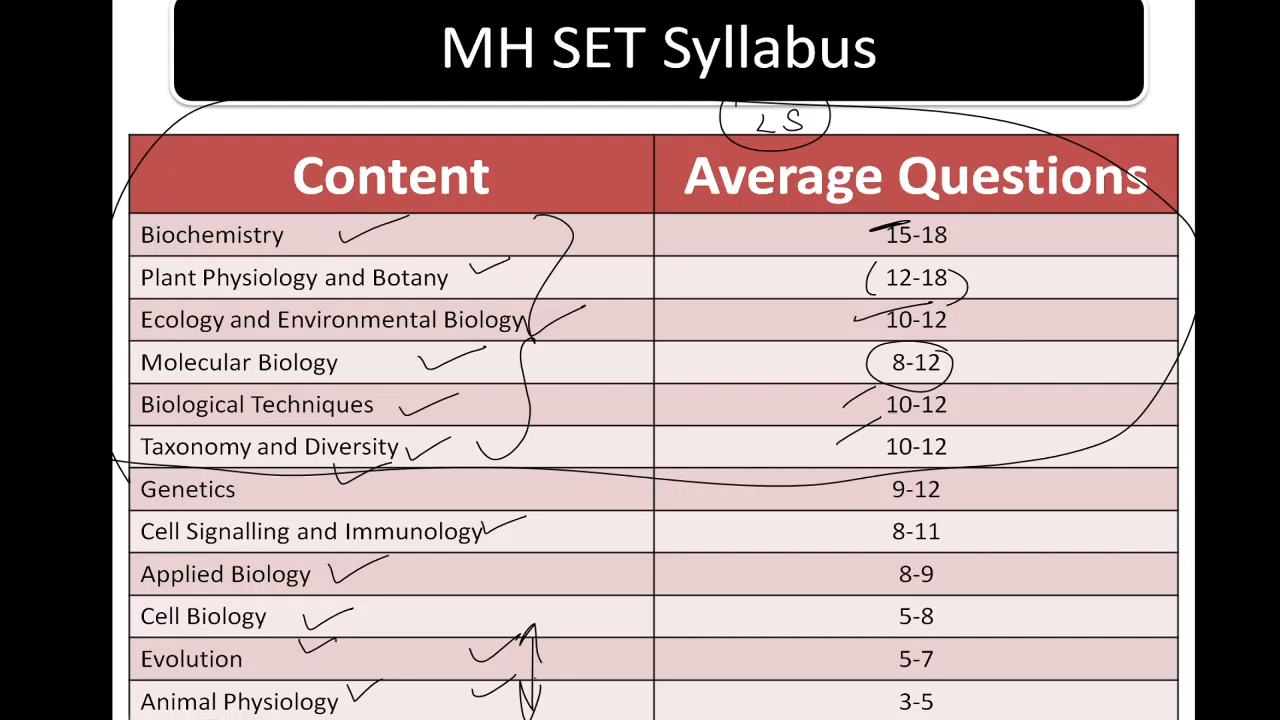 MH SET Syllabus
LS
Content Average Questions
Biochemistry 15-18
Plant Physiology and Botany 12-18
Ecology and Environmental Biology 10-12
Molecular Biology 8-12
Biological Techniques 10-12
Taxonomy and Diversity 10-12
Genetics 9-12
Cell Signalling and Immunology 8-11
Applied Biology 8-9
Cell Biology 5-8
Evolution 5-7
Animal Physiology 3-5